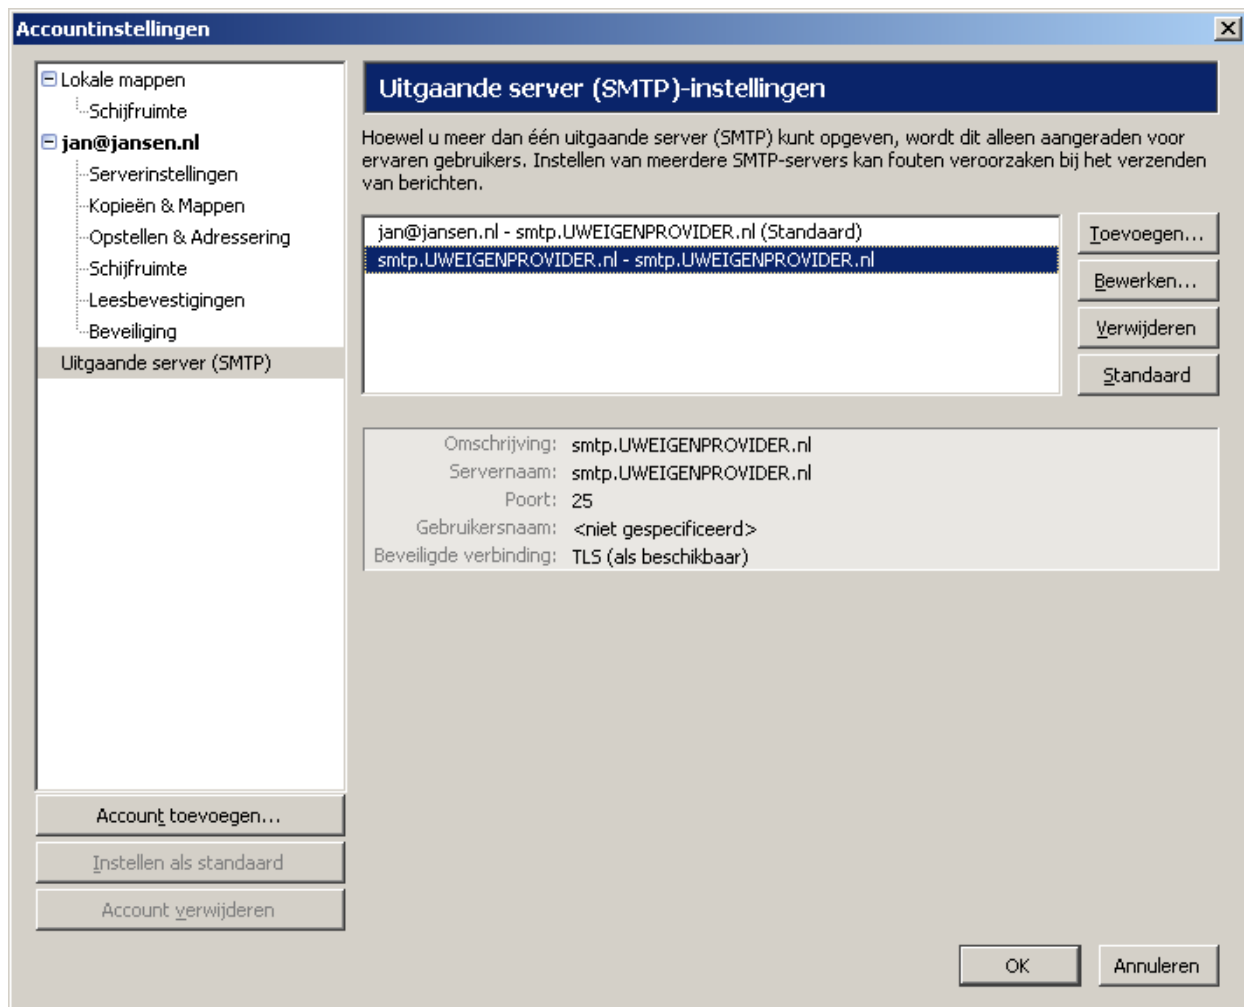 Accountinstellingen
Lokale mappen
Schijfruimte
jan@jansen.nl
Serverinstellingen
Kopieën & Mappen
Opstellen & Adressering
Schijfruimte
Leesbevestigingen
Beveiliging
Uitgaande server (SMTP)
Account toevoegen...
Instellen als standaard
Account verwijderen
Uitgaande server (SMTP)-instellingen
Hoewel u meer dan één uitgaande server (SMTP) kunt opgeven, wordt dit alleen aangeraden voor
ervaren gebruikers. Instellen van meerdere SMTP-servers kan fouten veroorzaken bij het verzenden
van berichten.
jan@jansen.nl - smtp.UWEIGENPROVIDER.nl (Standaard)
smtp.UWEIGENPROVIDER.nl - smtp.UWEIGENPROVIDER.nl
Toevoegen...
Bewerken...
Verwijderen
Standaard
Omschrijving: smtp.UWEIGENPROVIDER.nl
Servernaam: smtp.UWEIGENPROVIDER.nl
Poort: 25
Gebruikersnaam: <niet gespecificeerd>
Beveiligde verbinding: TLS (als beschikbaar)
OK
Annuleren